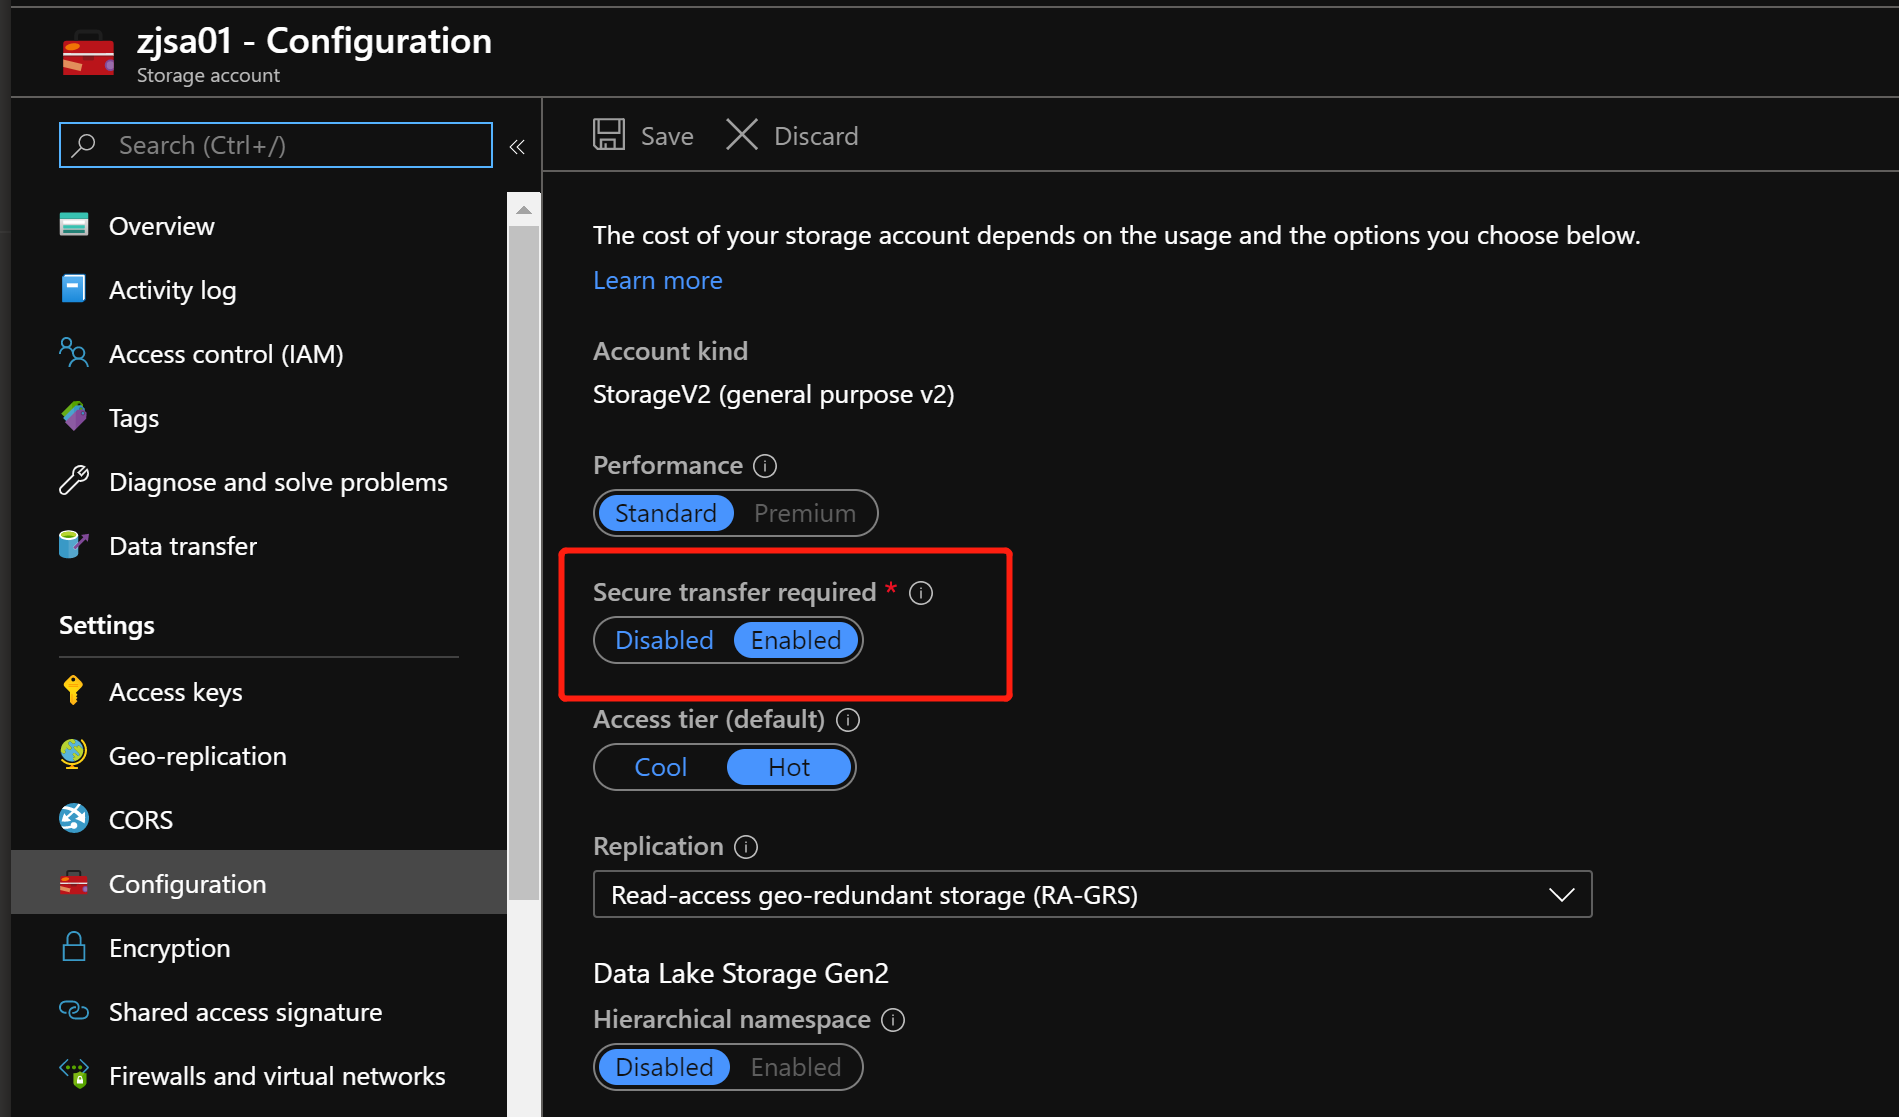 zjsa01 - Configuration
Storage account
Search (Ctrl+/)
«
Overview
Activity log
Access control (IAM)
Tags
Diagnose and solve problems
Data transfer
Settings
Access keys
Geo-replication
CORS
Configuration
Encryption
Shared access signature
Firewalls and virtual networks
Save Discard
The cost of your storage account depends on the usage and the options you choose below.
Learn more
Account kind
StorageV2 (general purpose v2)
Performance
Standard Premium
Secure transfer required *
Disabled Enabled
Access tier (default)
Cool Hot
Replication
Read-access geo-redundant storage (RA-GRS)
Data Lake Storage Gen2
Hierarchical namespace
Disabled Enabled